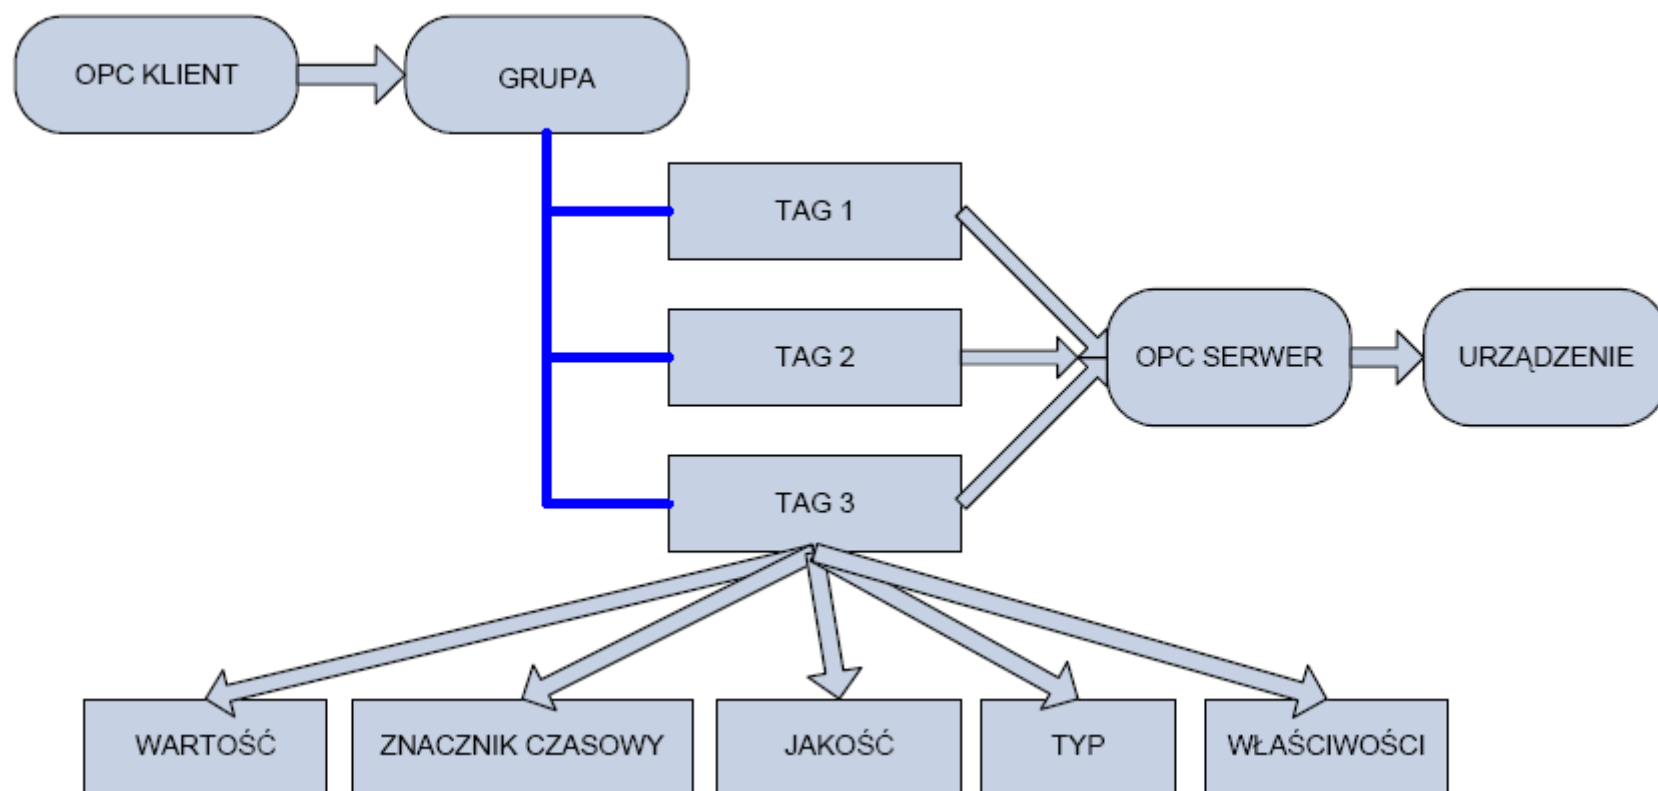 OPC KLIENT
GRUPA
TAG 1
TAG 2
OPC SERWER
URZĄDZENIE
TAG 3
WARTOŚĆ
ZNACZNIK CZASOWY
JAKOŚĆ
TYP
WŁAŚCIWOŚCI